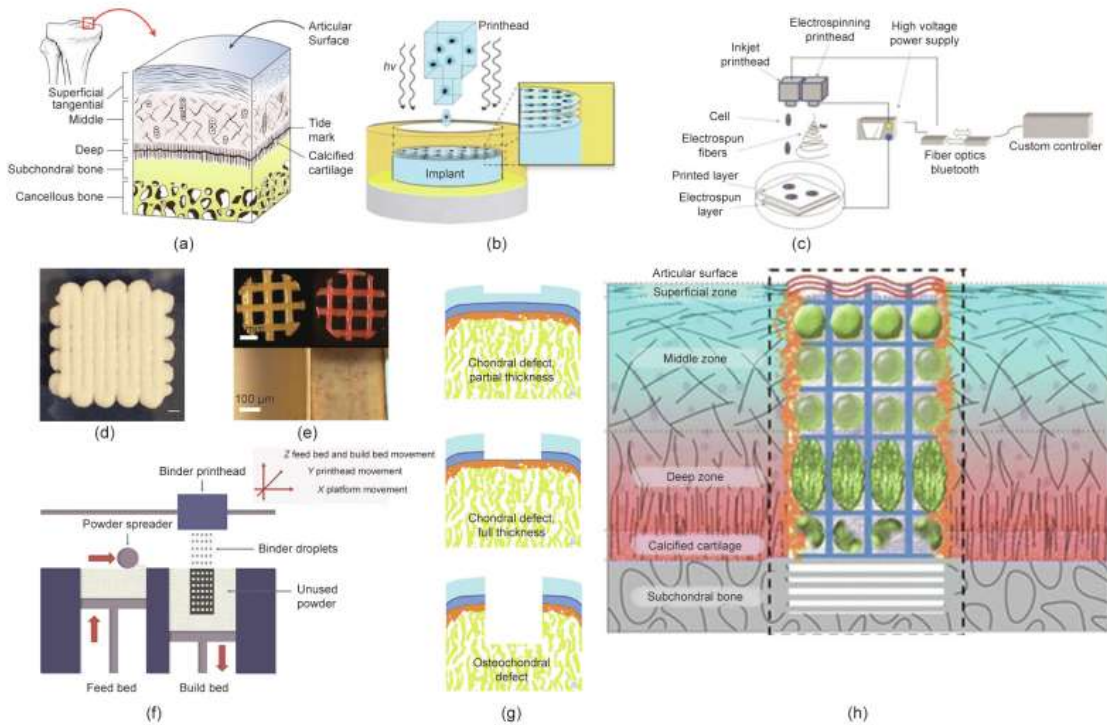 Articular
Surface
Superficial
tangential
Middle
Deep
Subchondral bone
Cancellous bone
Tide
mark
Calcified
cartilage
(a)
Printhead
hv
Implant
(b)
Electrospinning
printhead
High voltage
power supply
Inkjet
printhead
Cell
Electrospun
fibers
Printed layer
Electrospun
layer
Fiber optics
bluetooth
Custom controller
(c)
(d)
100 μm
(e)
Binder printhead
Z feed bed and build bed movement
Y printhead movement
X platform movement
Powder spreader
Binder droplets
Unused
powder
Feed bed
Build bed
(f)
Chondral defect,
partial thickness
Chondral defect,
full thickness
Osteochondral
defect
(g)
Articular surface
Superficial zone
Middle zone
Deep zone
Calcified cartilage
Subchondral bone
(h)